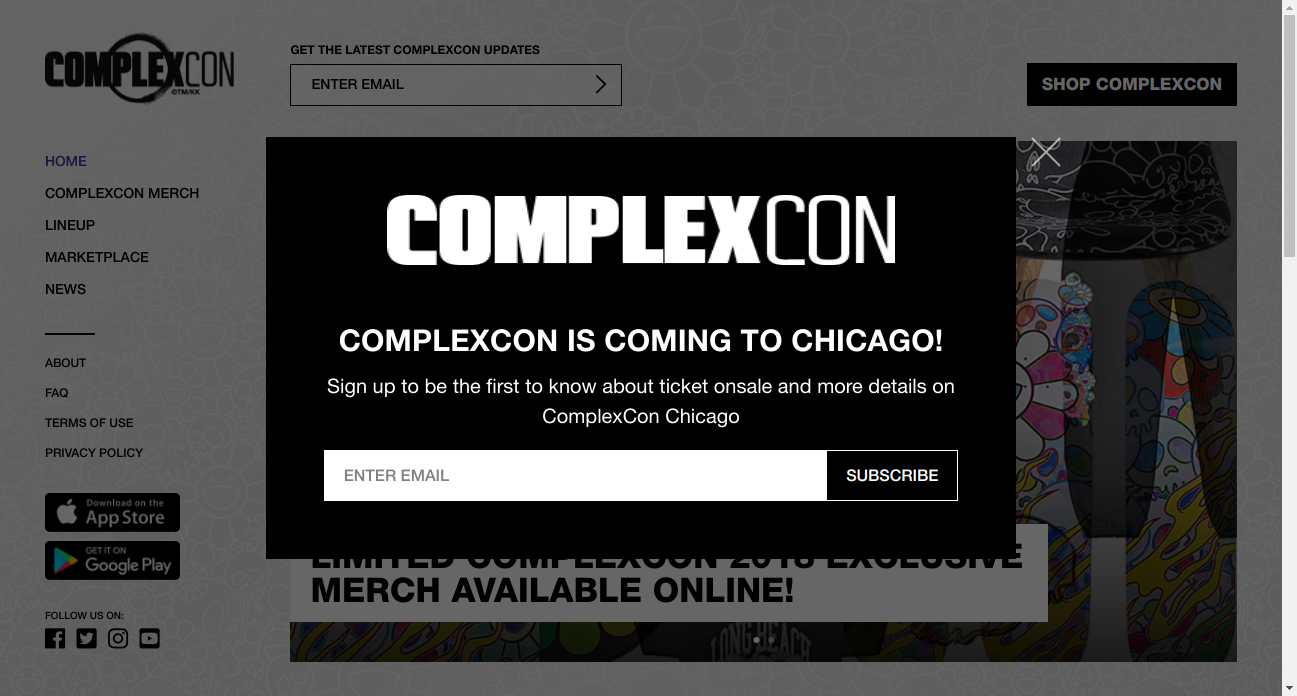 COMPLEXCON
©TM/KK
GET THE LATEST COMPLEXCON UPDATES
ENTER EMAIL
SHOP COMPLEXCON
HOME
COMPLEXCON MERCH
LINEUP
MARKETPLACE
NEWS
ABOUT
FAQ
TERMS OF USE
PRIVACY POLICY
Download on the
App Store
GET IT ON
Google Play
FOLLOW US ON:
COMPLEXCON
COMPLEXCON IS COMING TO CHICAGO!
Sign up to be the first to know about ticket onsale and more details on
ComplexCon Chicago
ENTER EMAIL
SUBSCRIBE
LIMITED COMPLEXCON 2018 EXCLUSIVE
MERCH AVAILABLE ONLINE!
LONG BEACH